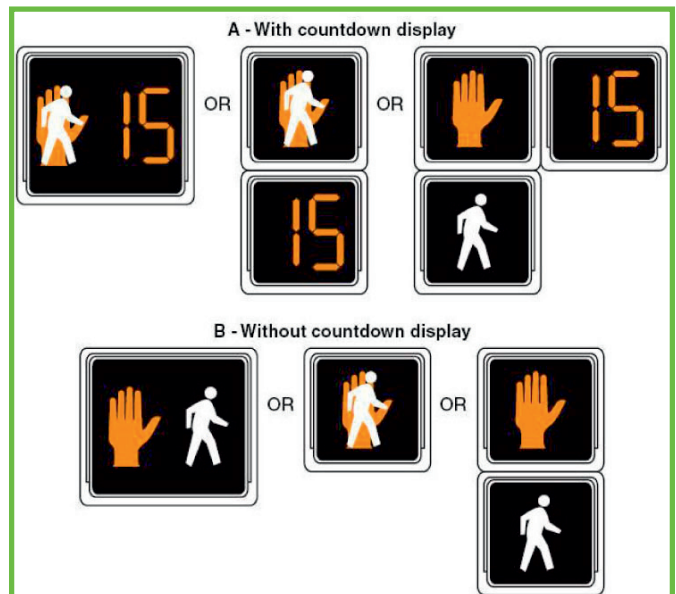 A - With countdown display
15 OR OR 15
15
B - Without countdown display
OR OR